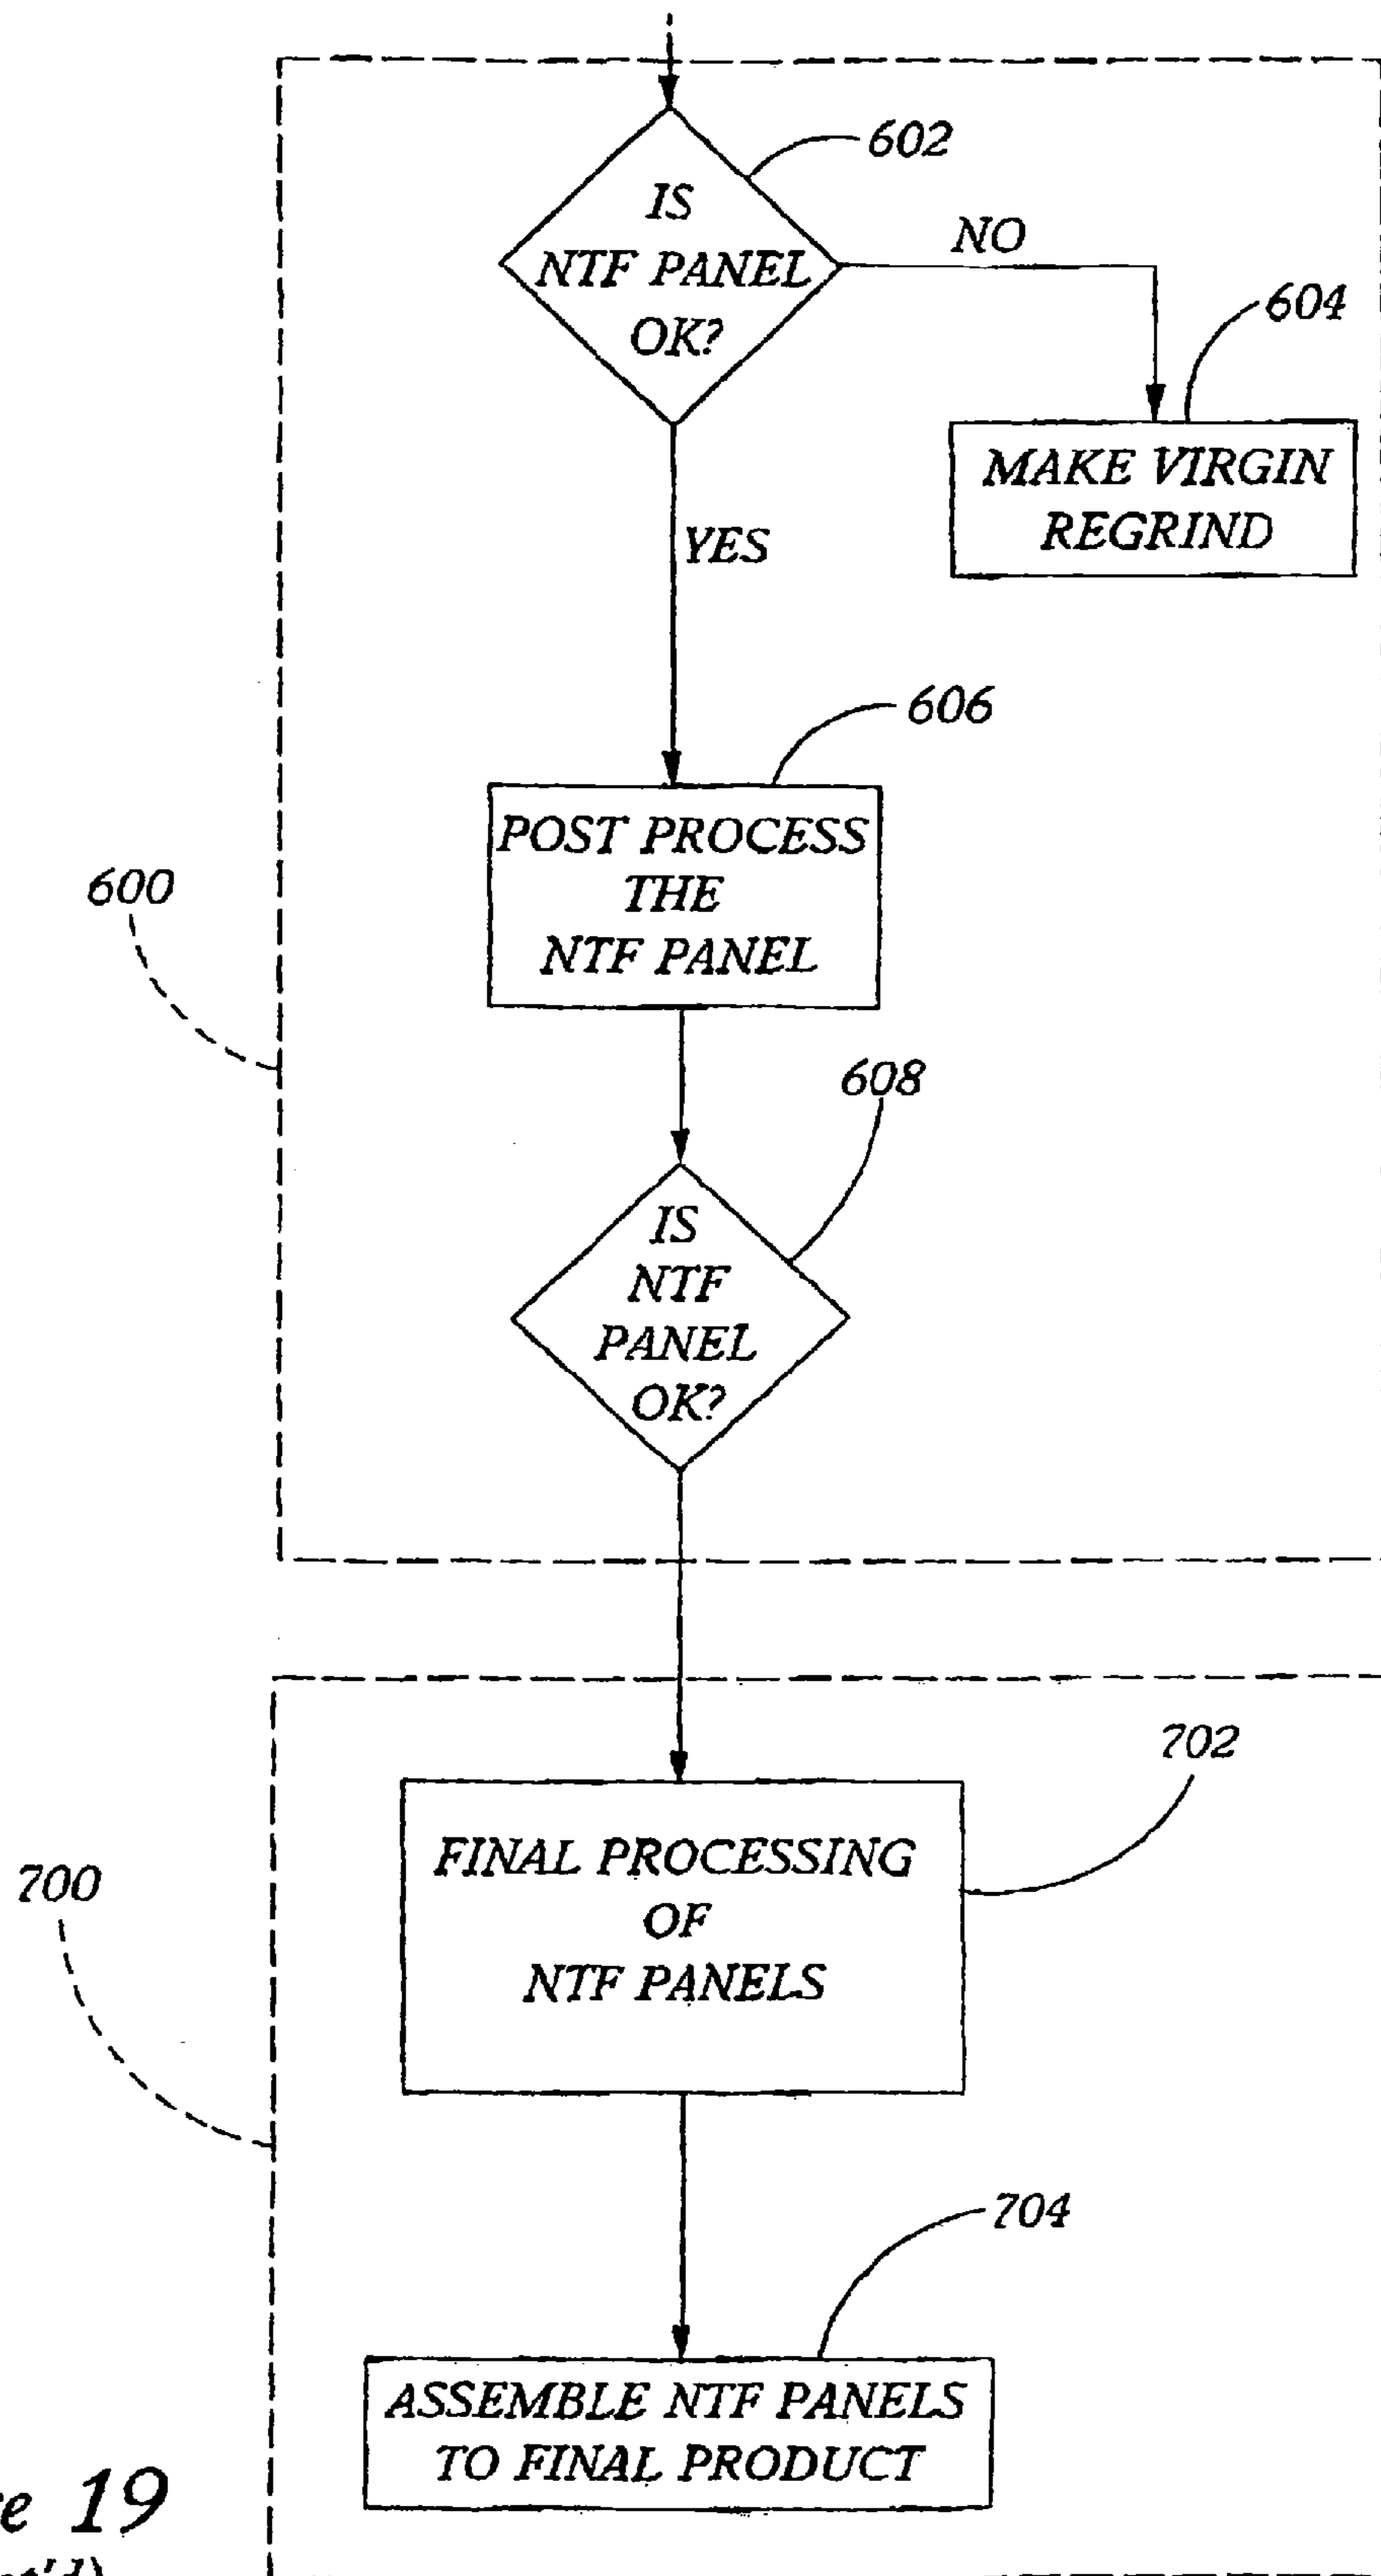 602
IS
NTF PANEL
OK?
NO
604
MAKE VIRGIN
REGRIND
YES
606
POST PROCESS
THE
NTF PANEL
600
608
IS
NTF
PANEL
OK?
702
FINAL PROCESSING
OF
NTF PANELS
700
704
ASSEMBLE NTF PANELS
TO FINAL PRODUCT
19